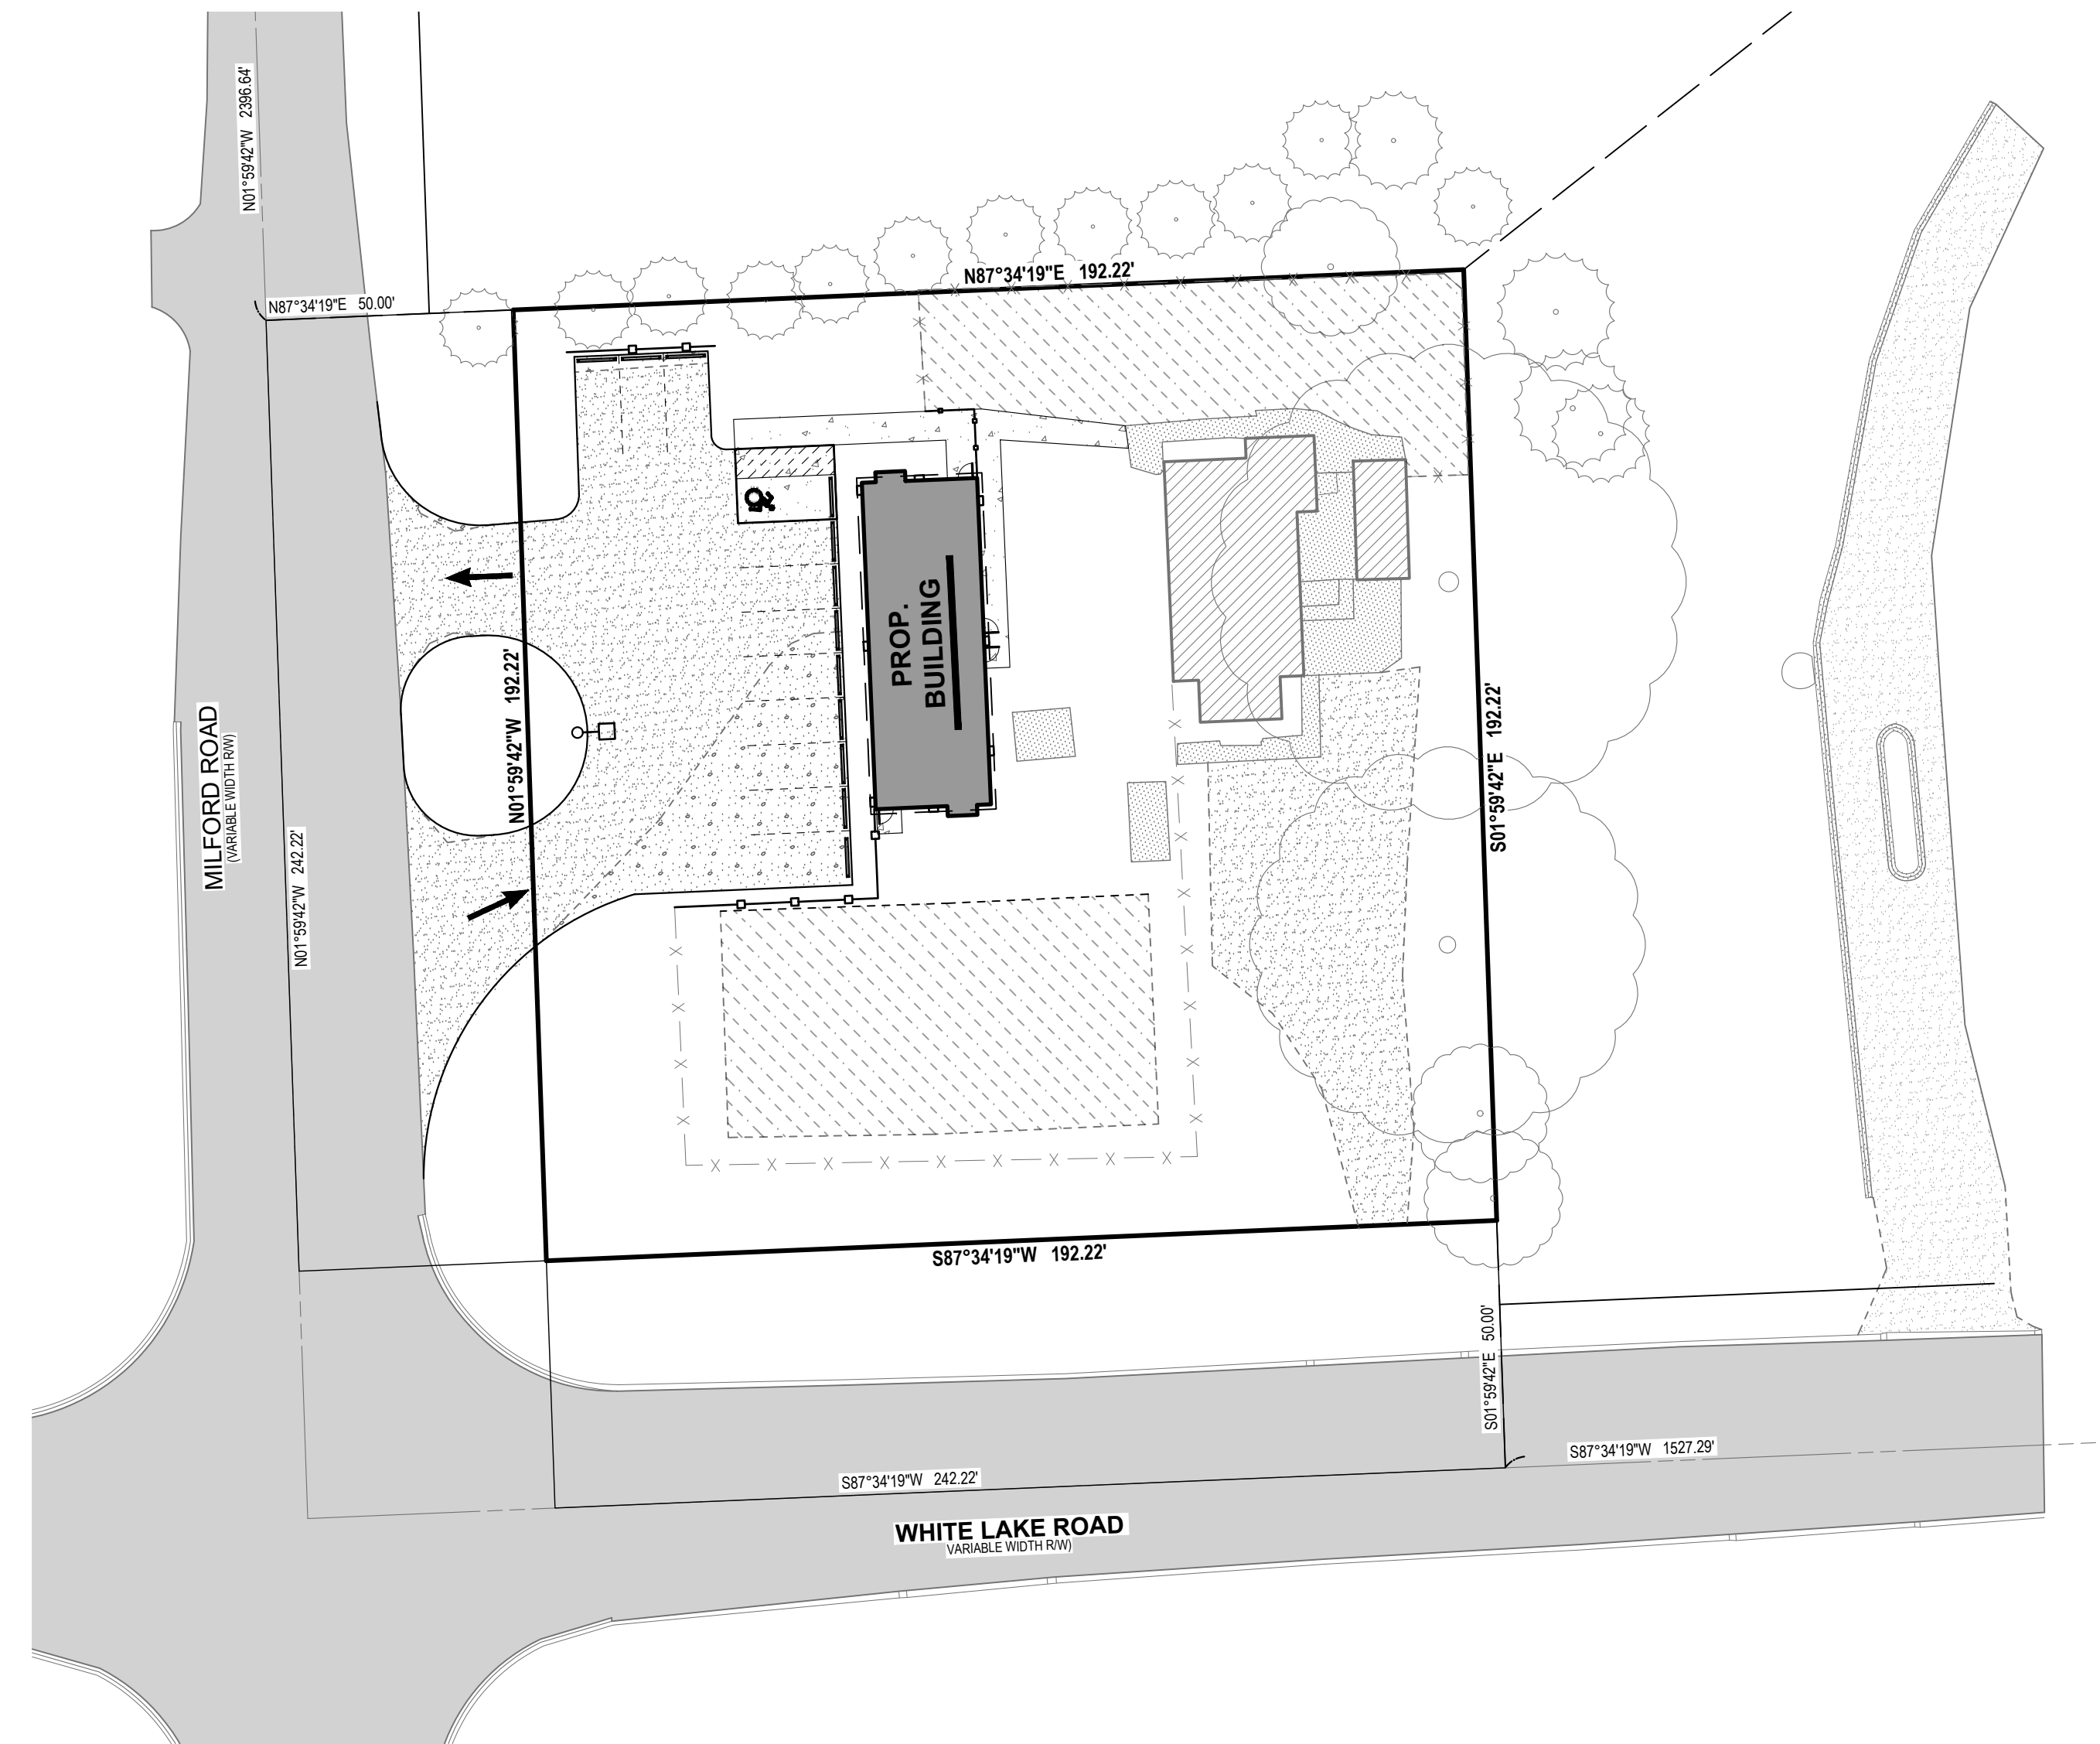 N01°59'42"W 2396.64'
N87°34'19"E 50.00'
N87°34'19"E 192.22'
PROP.
BUILDING
N01°59'42"W 192.22'
S01°59'42"E 192.22'
MILFORD ROAD
(VARIABLE WIDTH R/W)
N01°59'42"W 242.22'
S87°34'19"W 192.22'
S01°59'42"E 50.00'
S87°34'19"W 1527.29'
S87°34'19"W 242.22'
WHITE LAKE ROAD
VARIABLE WIDTH R/W)